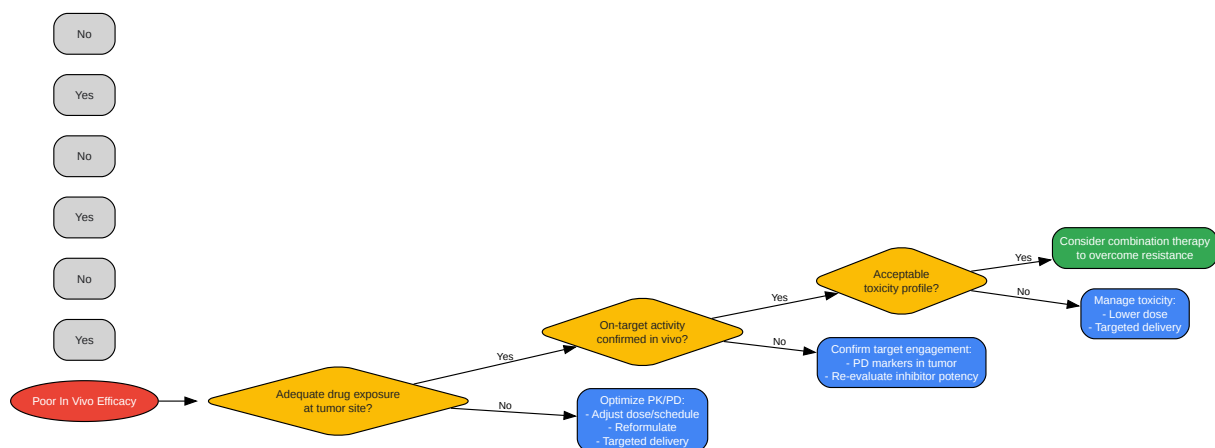 No
Yes
No
Yes
No
Yes
Poor In Vivo Efficacy
Adequate drug exposure
at tumor site?
Yes
No
Optimize PK/PD:
- Adjust dose/schedule
- Reformulate
- Targeted delivery
On-target activity
confirmed in vivo?
Yes
No
Confirm target engagement:
- PD markers in tumor
- Re-evaluate inhibitor potency
Acceptable
toxicity profile?
Yes
No
Consider combination therapy
to overcome resistance
Manage toxicity:
- Lower dose
- Targeted delivery